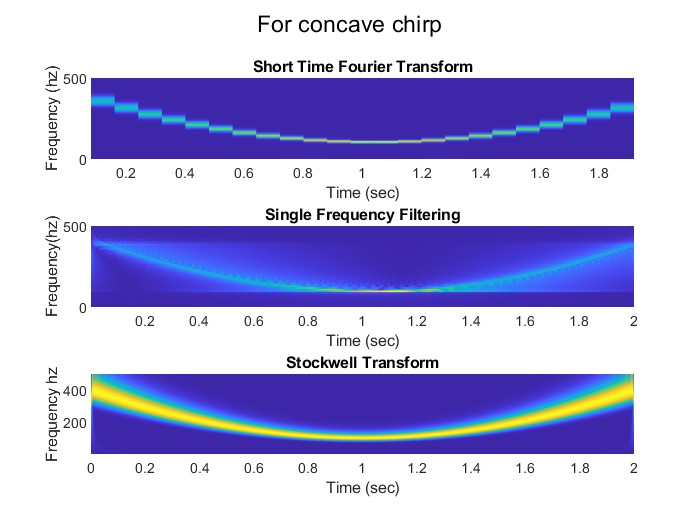 For concave chirp
Short Time Fourier Transform
Frequency (hz)
500
0
0.2 0.4 0.6 0.8 1 1.2 1.4 1.6 1.8
Time (sec)
Single Frequency Filtering
Frequency(hz)
500
0
0.2 0.4 0.6 0.8 1 1.2 1.4 1.6 1.8 2
Time (sec)
Stockwell Transform
Frequency hz
400
200
0 0.2 0.4 0.6 0.8 1 1.2 1.4 1.6 1.8 2
Time (sec)